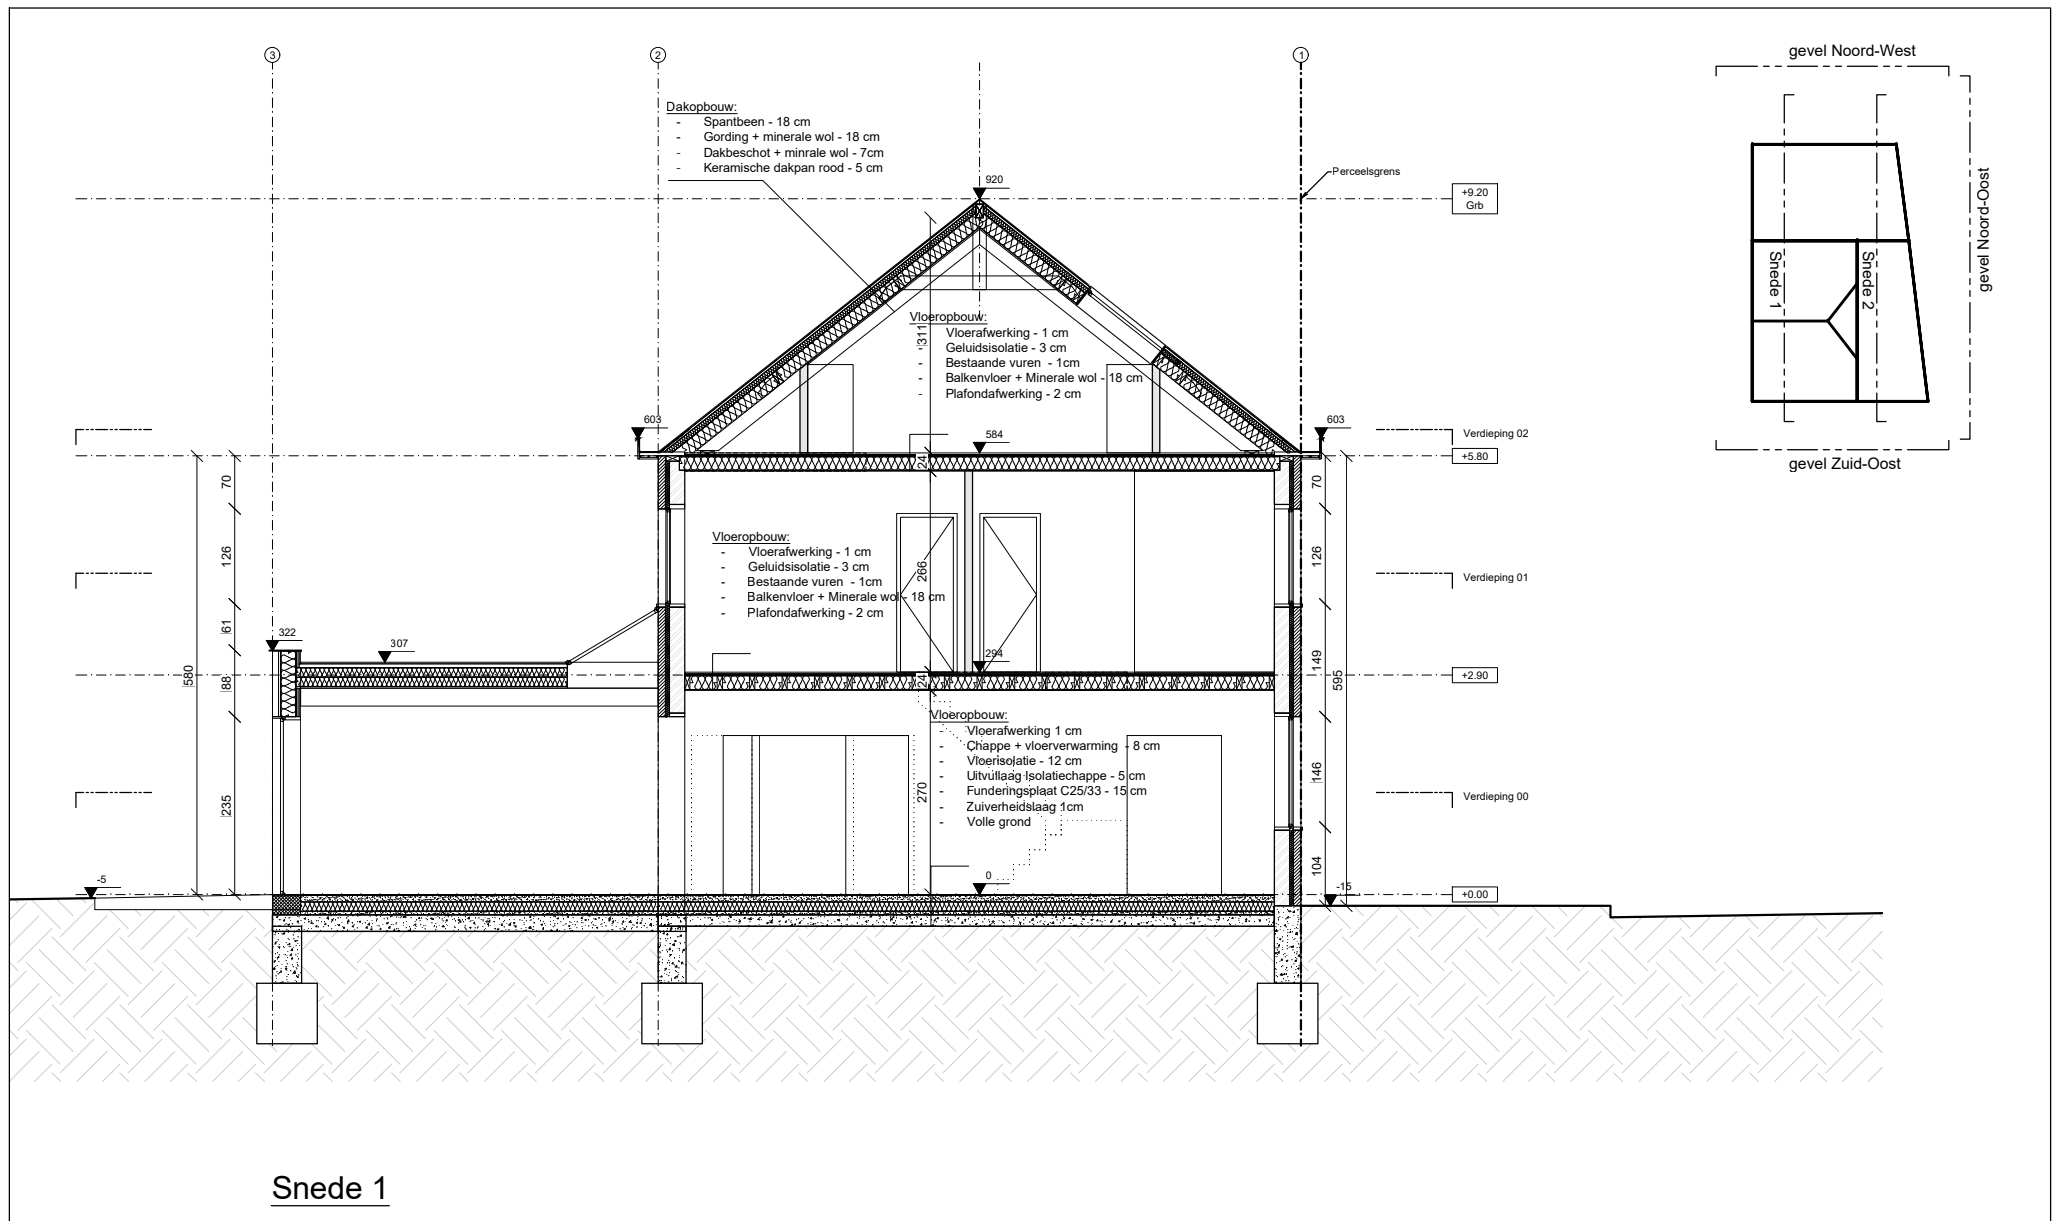 3
2
1
gevel Noord-West
Dakopbouw:
- Spantbeen - 18 cm
- Gording + minerale wol - 18 cm
- Dakbeschot + minrale wol - 7cm
- Keramische dakpan rood - 5 cm
Perceelsgrens
920
+9.20
Grb
gevel Noord-Oost
Snede 1
Snede 2
gevel Zuid-Oost
Vloeropbouw:
- Vloerafwerking - 1 cm
- Geluidsisolatie - 3 cm
- Bestaande vuren - 1cm
- Balkenvloer + Minerale wol - 18 cm
- Plafondafwerking - 2 cm
311
603
584
603
Verdieping 02
+5.80
24
70
70
Vloeropbouw:
- Vloerafwerking - 1 cm
- Geluidsisolatie - 3 cm
- Bestaande vuren - 1cm
- Balkenvloer + Minerale wol - 18 cm
- Plafondafwerking - 2 cm
126
266
126
Verdieping 01
61
322
307
294
149
580
88
24
595
+2.90
Vloeropbouw:
- Vloerafwerking 1 cm
- Chappe + vloerverwarming - 8 cm
- Vloerisolatie - 12 cm
- Uitvullaag Isolatiechappe - 5 cm
- Funderingsplaat C25/33 - 15 cm
- Zuiverheidslaag 1cm
- Volle grond
235
270
146
Verdieping 00
104
-5
0
-15
+0.00
Snede 1